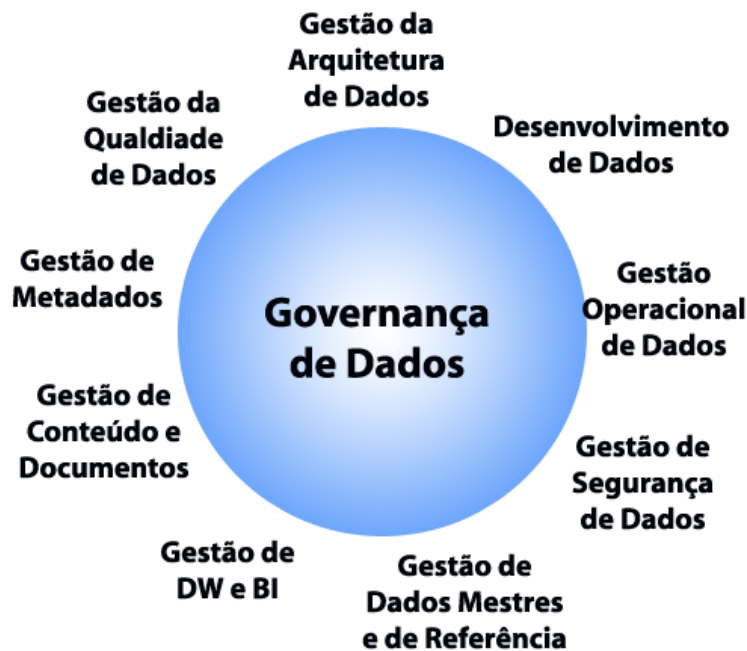 Gestão da
Arquitetura
de Dados
Desenvolvimento
de Dados
Gestão
Operacional
de Dados
Gestão de
Segurança
de Dados
Gestão de
Dados Mestres
e de Referência
Gestão de
DW e BI
Gestão de
Conteúdo e
Documentos
Gestão de
Metadados
Gestão da
Qualdiade
de Dados
Governança
de Dados